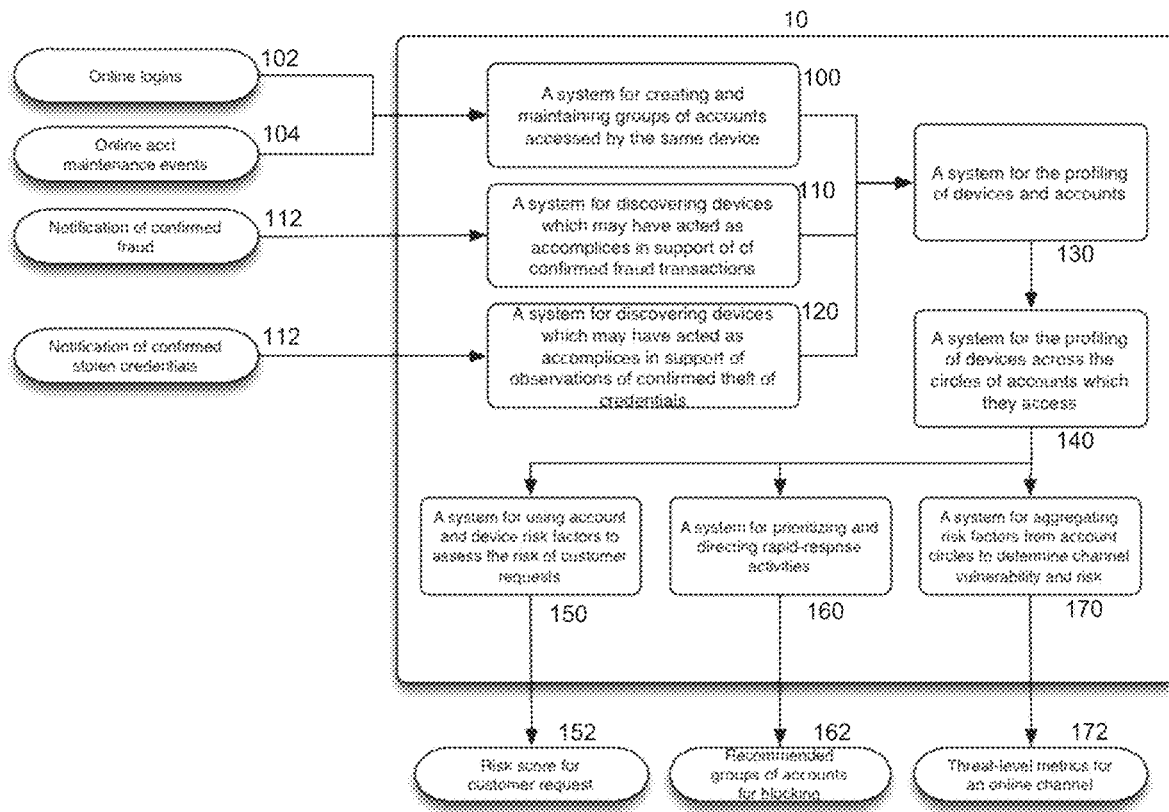 10
Online logins
102
Online acct
maintenance events
104
Notification of confirmed
fraud
112
Notification of confirmed
stolen credentials
112
A system for creating and
maintaining groups of accounts
accessed by the same device
100
A system for discovering devices
which may have acted as
accomplices in support of cf
confirmed fraud transactions
110
A system for discovering devices
which may have acted as
accomplices in support of
observations of confirmed theft of
credentials
120
A system for the profiling
of devices and accounts
130
A system for the profiling
of devices across the
circles of accounts which
they access
140
A system for using account
and device risk factors to
assess the risk of customer
requests
150
A system for prioritizing and
directing rapid-respnse
activities
160
A system for aggregating
risk factors from account
circles to determine channel
vulnerability and risk
170
152
Risk score for
customer request
162
Recommended
groups of accounts
for blocking
172
Threat-level metrics for
an online channel